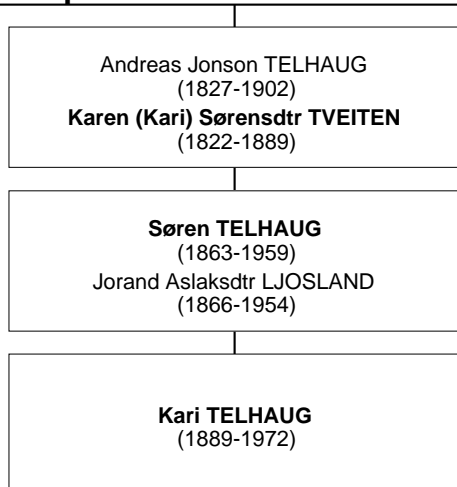 Andreas Jonson TELHAUG
(1827-1902)
Karen (Kari) Sørensdtr TVEITEN
(1822-1889)
Søren TELHAUG
(1863-1959)
Jorand Aslaksdtr LJOSLAND
(1866-1954)
Kari TELHAUG
(1889-1972)